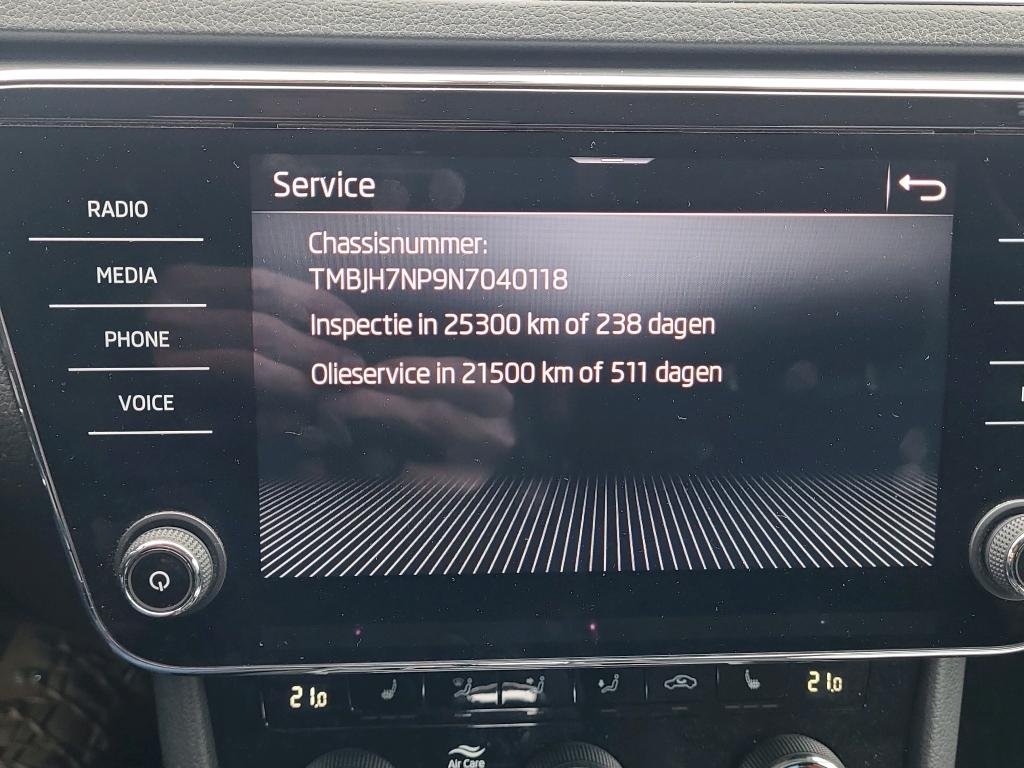 Service
RADIO
MEDIA
PHONE
VOICE
Chassisnummer:
TMBJH7NP9N7040118
Inspectie in 25300 km of 238 dagen
Olieservice in 21500 km of 511 dagen
21.0
21.0
Air Care